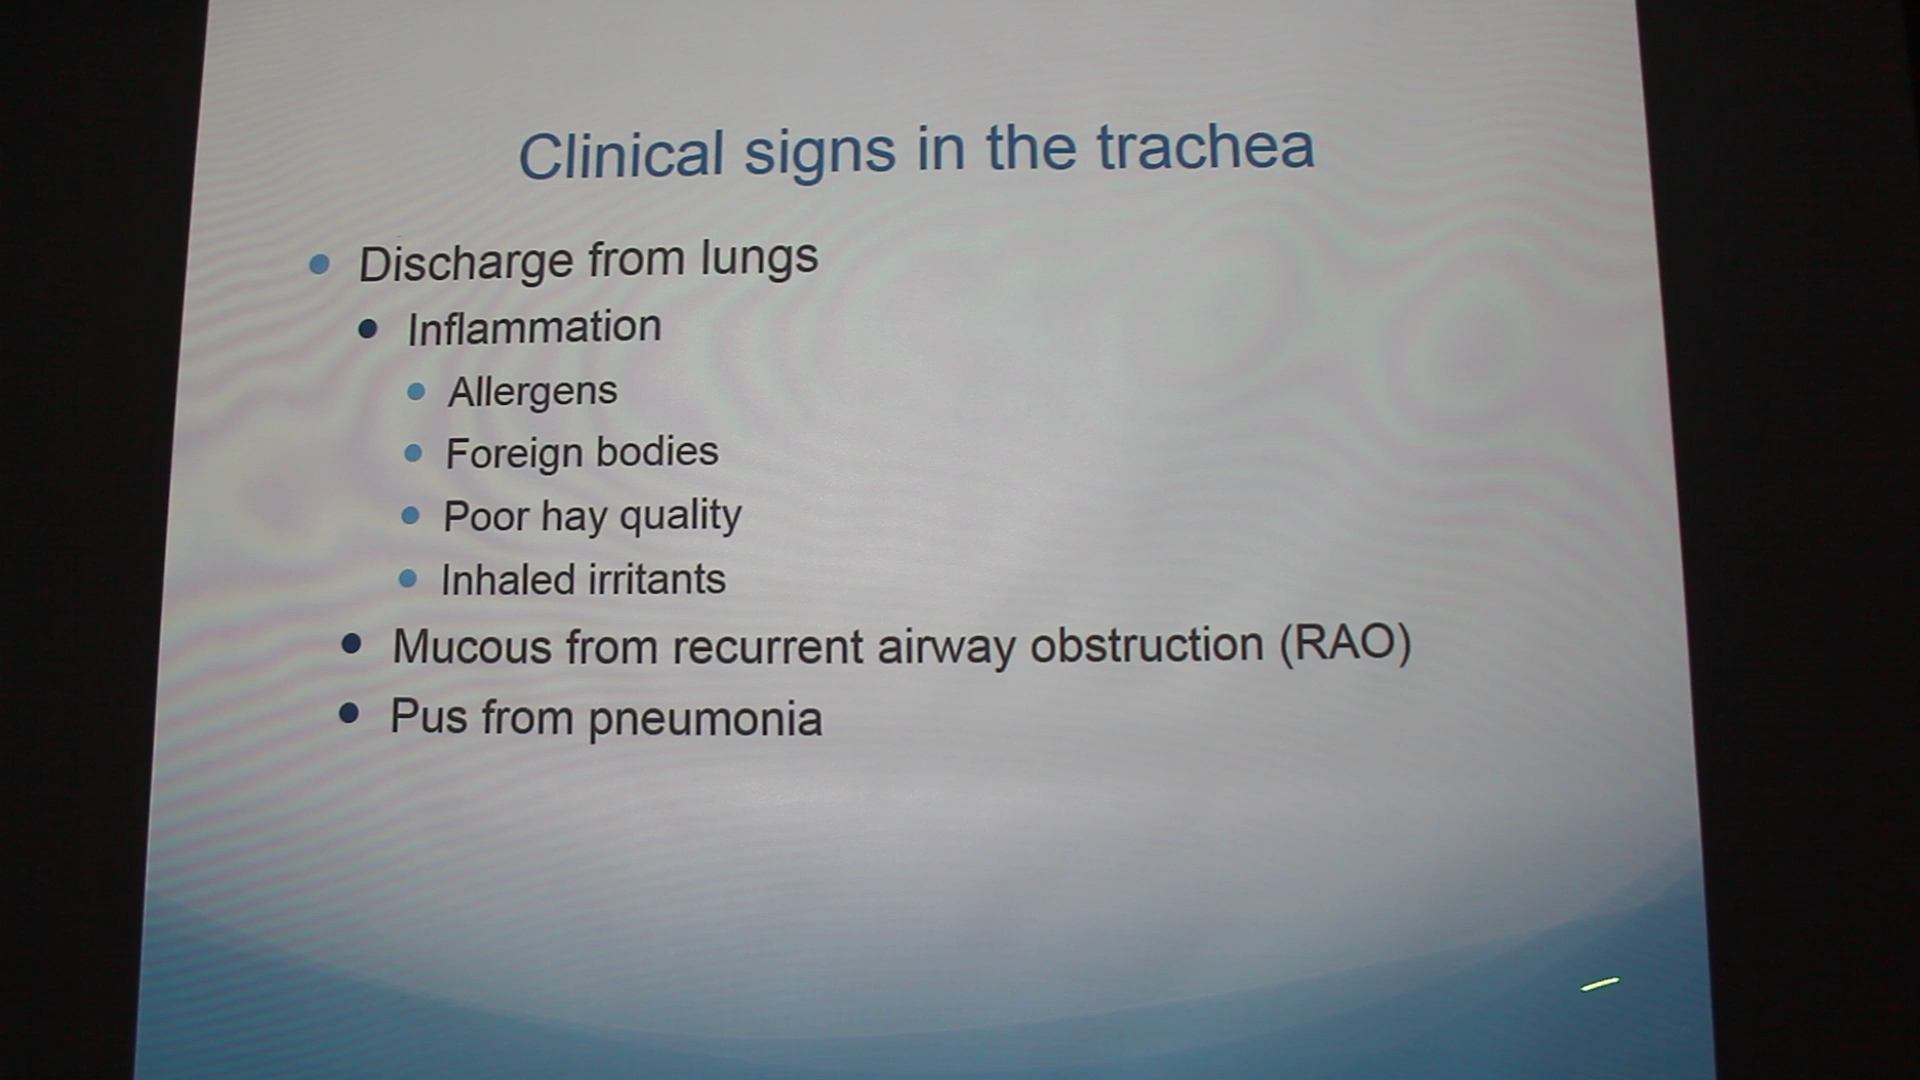 Clinical signs in the trachea
Discharge from lungs
Inflammation
Allergens
Foreign bodies
Poor hay quality
Inhaled irritants
Mucous from recurrent airway obstruction (RAO)
Pus from pneumonia